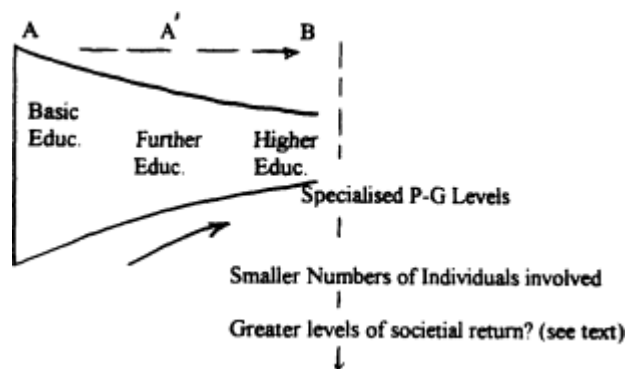 A A' B
Basic Educ.
Further Educ.
Higher Educ.
Specialised P-G Levels
Smaller Numbers of Individuals involved
Greater levels of societial return? (see text)